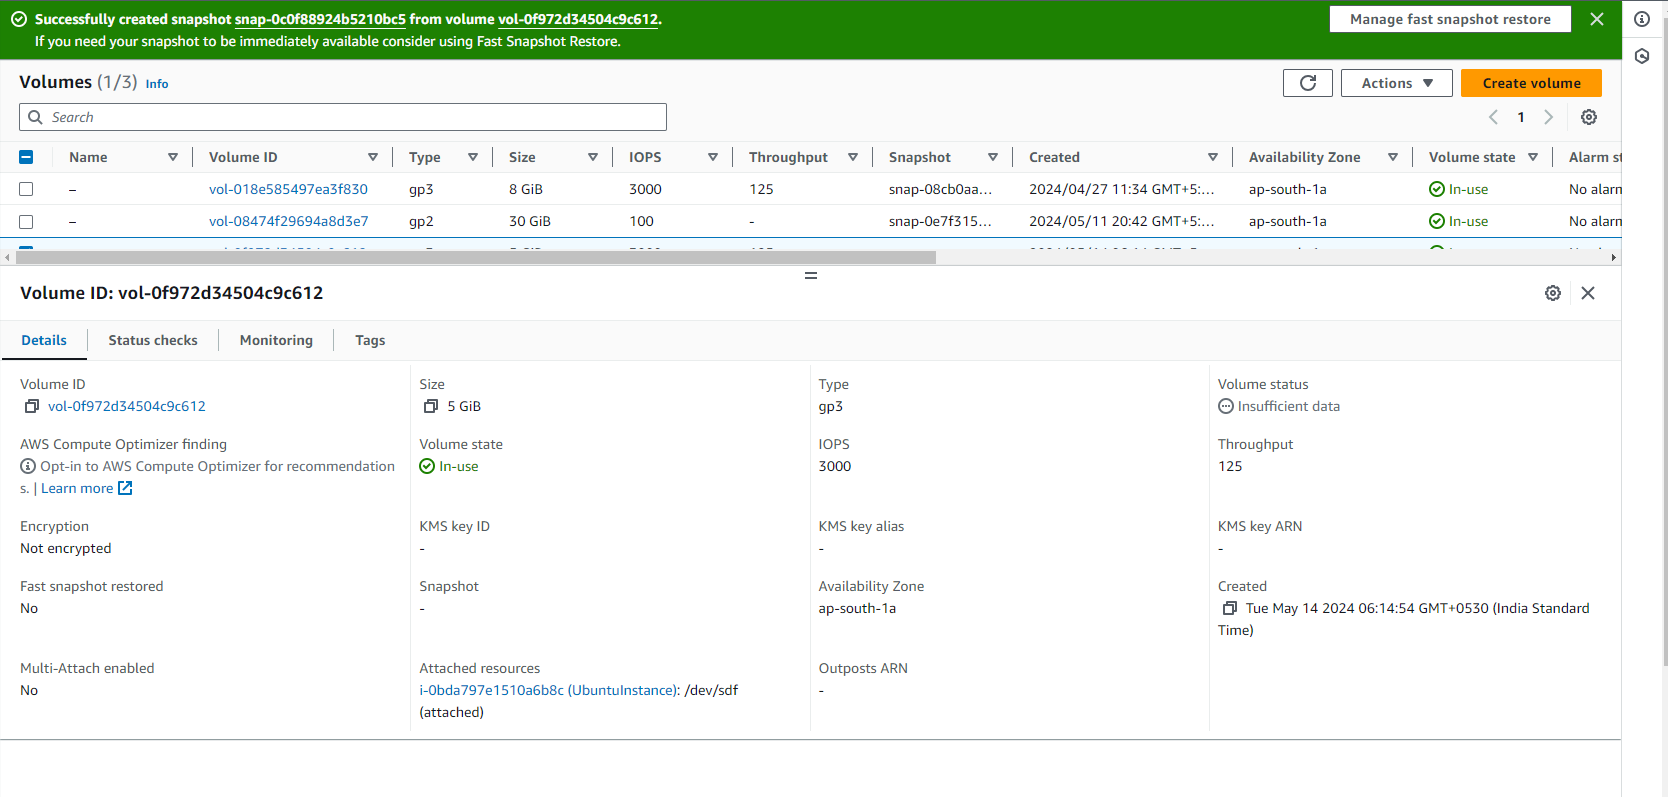 Successfully created snapshot snap-0c0f88924b5210bc5 from volume vol-0f972d34504c9c612.
If you need your snapshot to be immediately available consider using Fast Snapshot Restore.
Manage fast snapshot restore
Volumes (1/3) Info
Actions
Create volume
Search
1
Name Volume ID Type Size IOPS Throughput Snapshot Created Availability Zone Volume state Alarm st
– vol-018e585497ea3f830 gp3 8 GiB 3000 125 snap-08cb0aa... 2024/04/27 11:34 GMT+5:... ap-south-1a In-use No alarm
– vol-08474f29694a8d3e7 gp2 30 GiB 100 - snap-0e7f315... 2024/05/11 20:42 GMT+5:... ap-south-1a In-use No alarm
Volume ID: vol-0f972d34504c9c612
Details Status checks Monitoring Tags
Volume ID Size Type Volume status
vol-0f972d34504c9c612 5 GiB gp3 Insufficient data
AWS Compute Optimizer finding Volume state IOPS Throughput
Opt-in to AWS Compute Optimizer for recommendation In-use 3000 125
s. | Learn more
Encryption KMS key ID KMS key alias KMS key ARN
Not encrypted - - -
Fast snapshot restored Snapshot Availability Zone Created
No - ap-south-1a Tue May 14 2024 06:14:54 GMT+0530 (India Standard
Time)
Multi-Attach enabled Attached resources Outposts ARN
No i-0bda797e1510a6b8c (UbuntuInstance): /dev/sdf -
(attached)